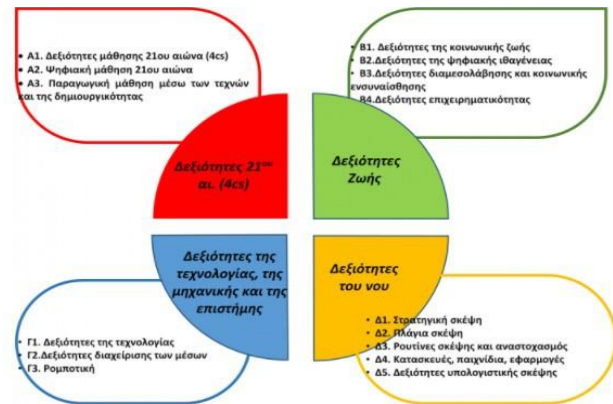 • Α1. Δεξιότητες μάθησης 21ου αιώνα (4cs)
• Α2. Ψηφιακή μάθηση 21ου αιώνα
• Α3. Παραγωγική μάθηση μέσω των τεχνών
και της δημιουργικότητας
• Β1. Δεξιότητες της κοινωνικής ζωής
• Β2.Δεξιότητες της ψηφιακής ιθαγένειας
• Β3.Δεξιότητες διαμεσολάβησης και κοινωνικής
ενσυναίσθησης
• Β4.Δεξιότητες επιχειρηματικότητας
Δεξιότητες 21ου
αι. (4cs)
Δεξιότητες
Ζωής
Δεξιότητες της
τεχνολογίας, της
μηχανικής και της
επιστήμης
Δεξιότητες
του νου
• Γ1. Δεξιότητες της τεχνολογίας
• Γ2.Δεξιότητες διαχείρισης των μέσων
• Γ3. Ρομποτική
• Δ1. Στρατηγική σκέψη
• Δ2. Πλάγια σκέψη
• Δ3. Ρουτίνες σκέψης και αναστοχασμός
• Δ4. Κατασκευές, παιχνίδια, εφαρμογές
• Δ5. Δεξιότητες υπολογιστικής σκέψης